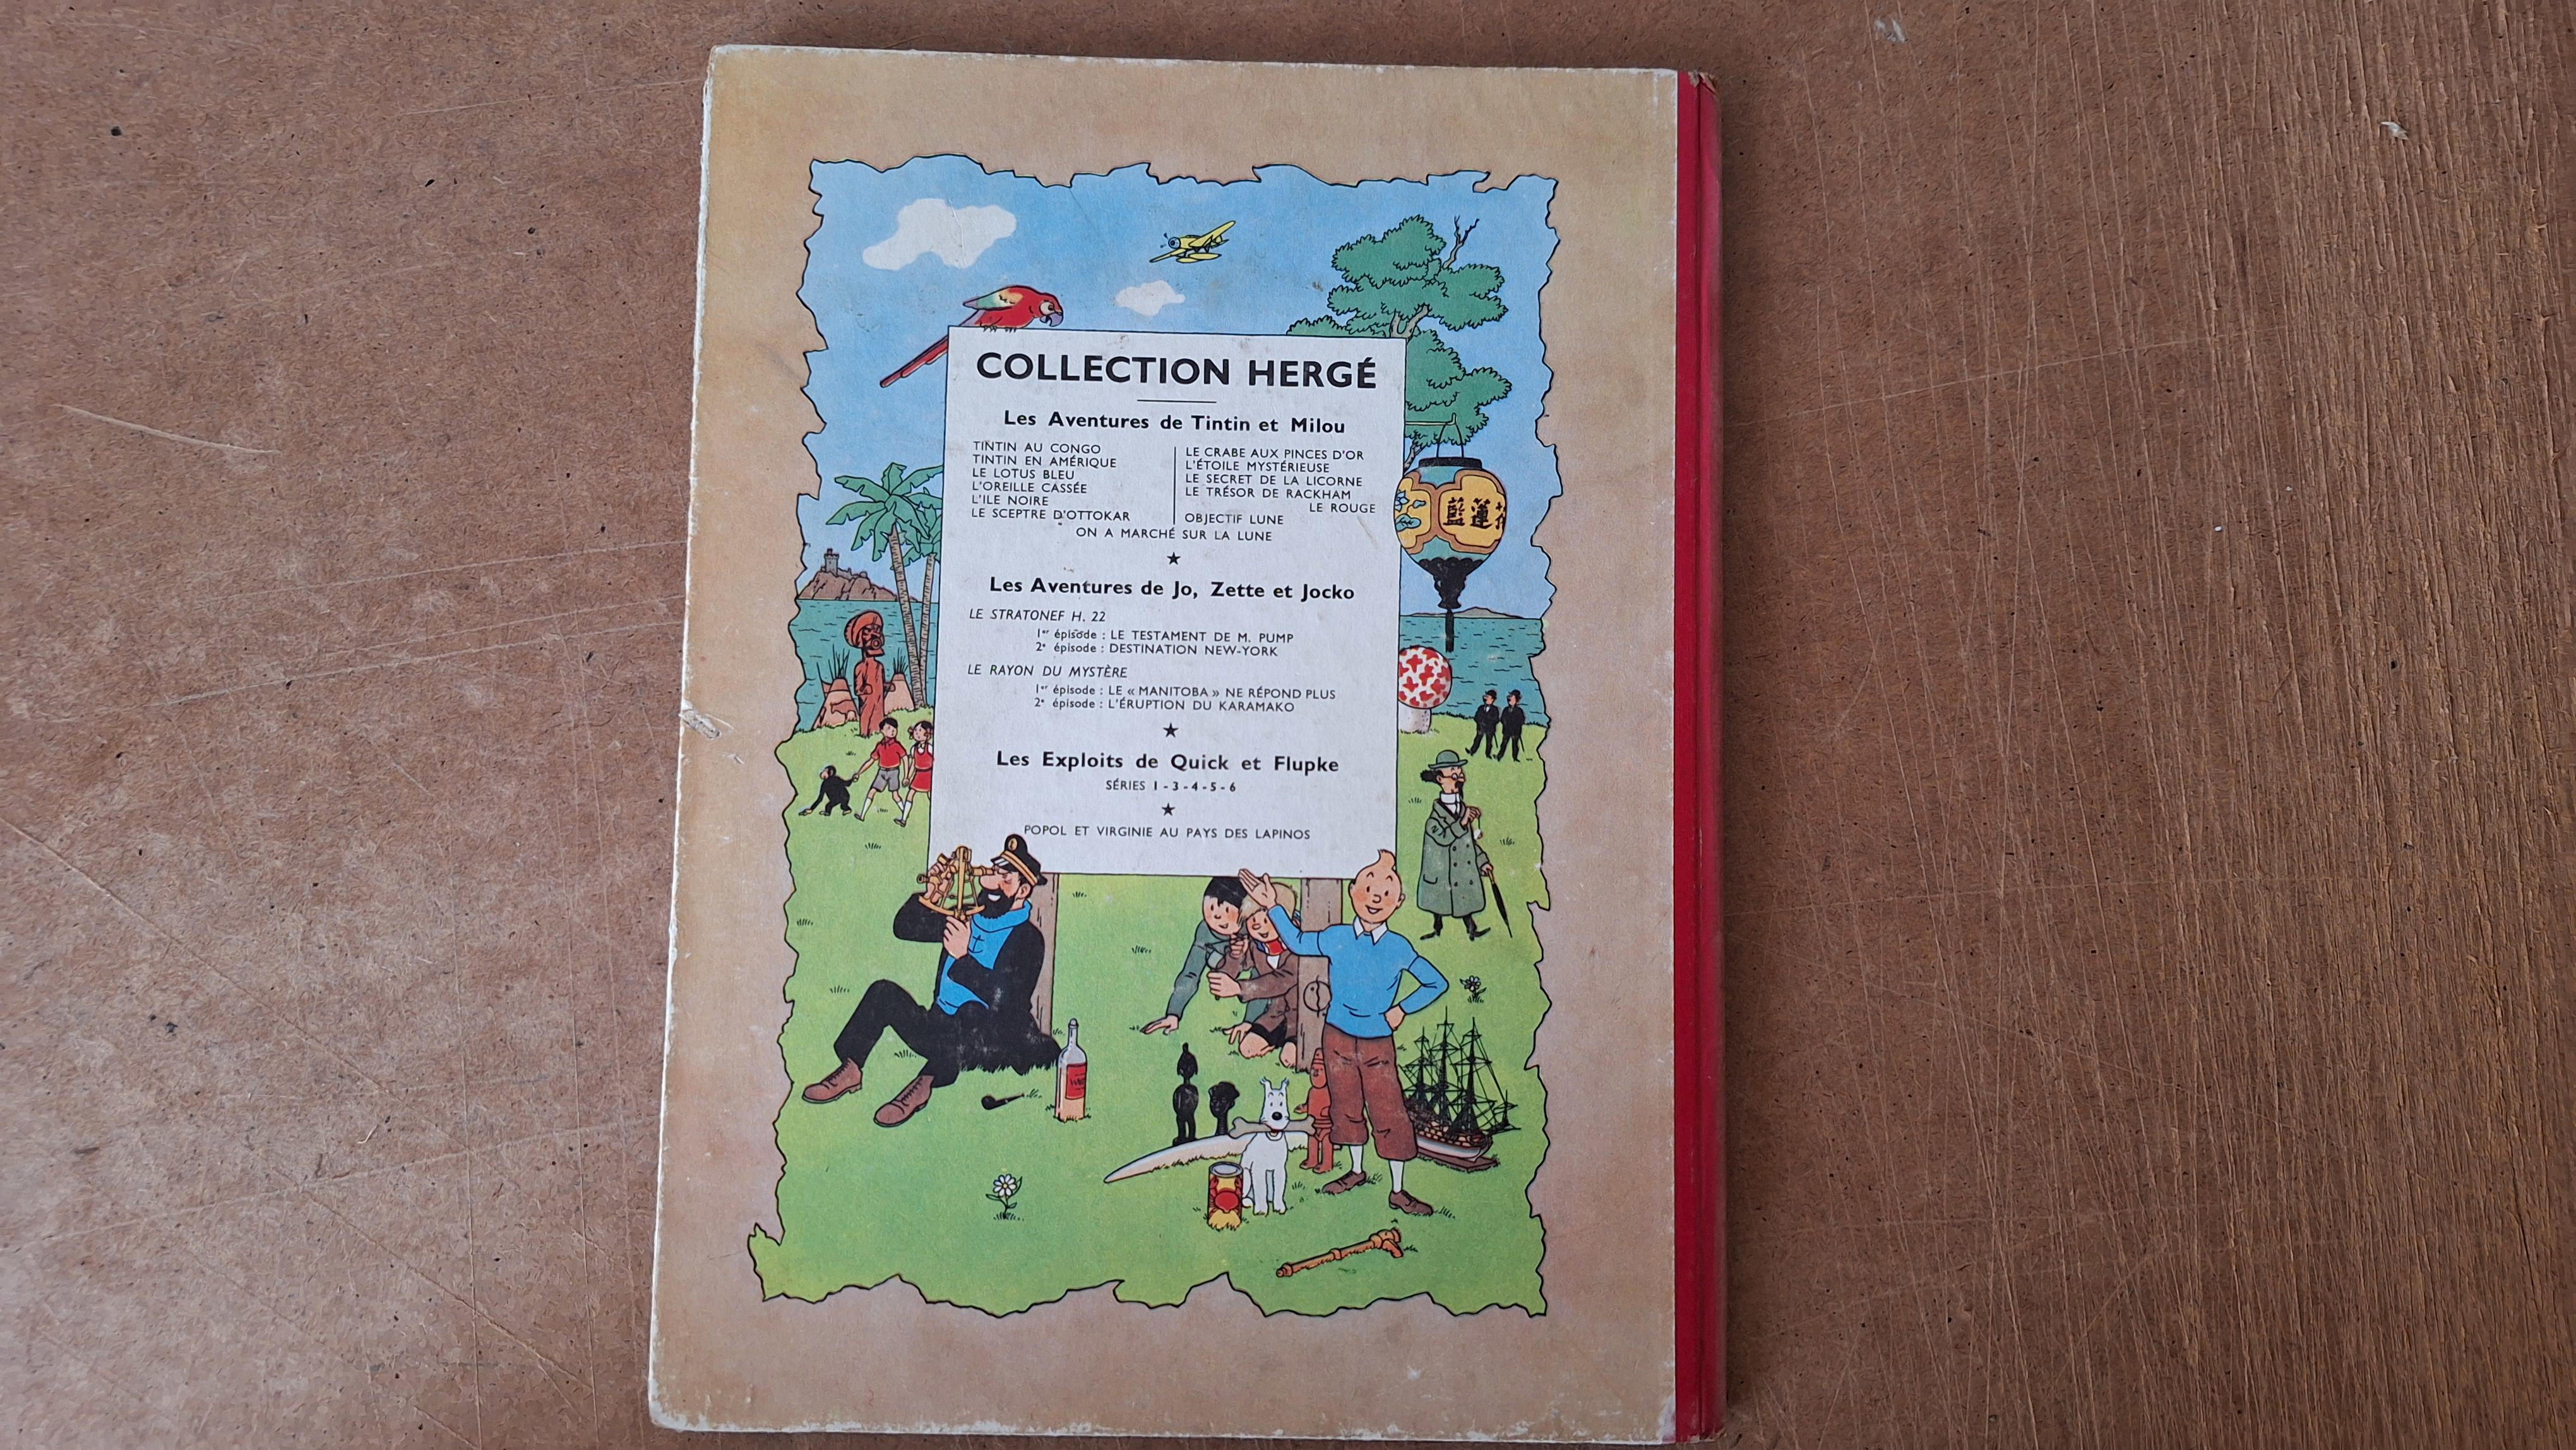 COLLECTION HERGÉ
Les Aventures de Tintin et Milou
TINTIN AU CONGO
TINTIN EN AMÉRIQUE
LE LOTUS BLEU
L'OREILLE CASSÉE
L'ILE NOIRE
LE SCEPTRE D'OTTOKAR
LE CRABE AUX PINCES D'OR
L'ÉTOILE MYSTÉRIEUSE
LE SECRET DE LA LICORNE
LE TRÉSOR DE RACKHAM
LE ROUGE
OBJECTIF LUNE
ON A MARCHÉ SUR LA LUNE
★
Les Aventures de Jo, Zette et Jocko
LE STRATONEF H. 22
1er épisode : LE TESTAMENT DE M. PUMP
2e épisode : DESTINATION NEW-YORK
LE RAYON DU MYSTÈRE
1er épisode : LE « MANITOBA » NE RÉPOND PLUS
2e épisode : L'ÉRUPTION DU KARAMAKO
★
Les Exploits de Quick et Flupke
SÉRIES 1 - 3 - 4 - 5 - 6
★
POPOL ET VIRGINIE AU PAYS DES LAPINOS
藍蓮